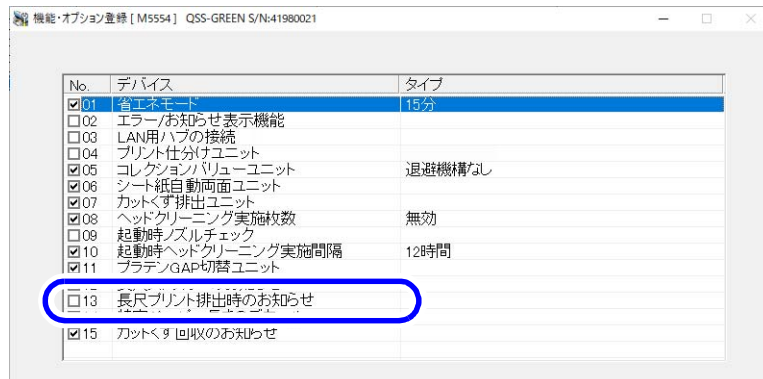 機能・オプション登録 [ M5554 ] QSS-GREEN S/N:41980021
No. デバイス タイプ
01 省エネモード 15分
02 エラー/お知らせ表示機能
03 LAN用ハブの接続
04 プリント仕分けユニット
05 コレクションバリューユニット 退避機構なし
06 シート紙自動両面ユニット
07 カットくず排出ユニット
08 ヘッドクリーニング実施枚数 無効
09 起動時ノズルチェック
10 起動時ヘッドクリーニング実施間隔 12時間
11 プラテンGAP切替ユニット
13 長尺プリント排出時のお知らせ
15 カットくず回収のお知らせ